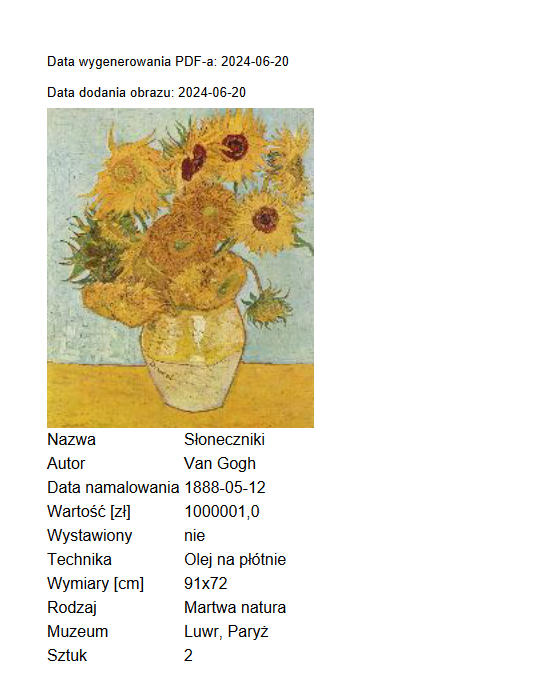 Data wygenerowania PDF-a: 2024-06-20
Data dodania obrazu: 2024-06-20
Nazwa Słoneczniki
Autor Van Gogh
Data namalowania 1888-05-12
Wartość [zł] 1000001,0
Wystawiony nie
Technika Olej na płótnie
Wymiary [cm] 91x72
Rodzaj Martwa natura
Muzeum Luwr, Paryż
Sztuk 2